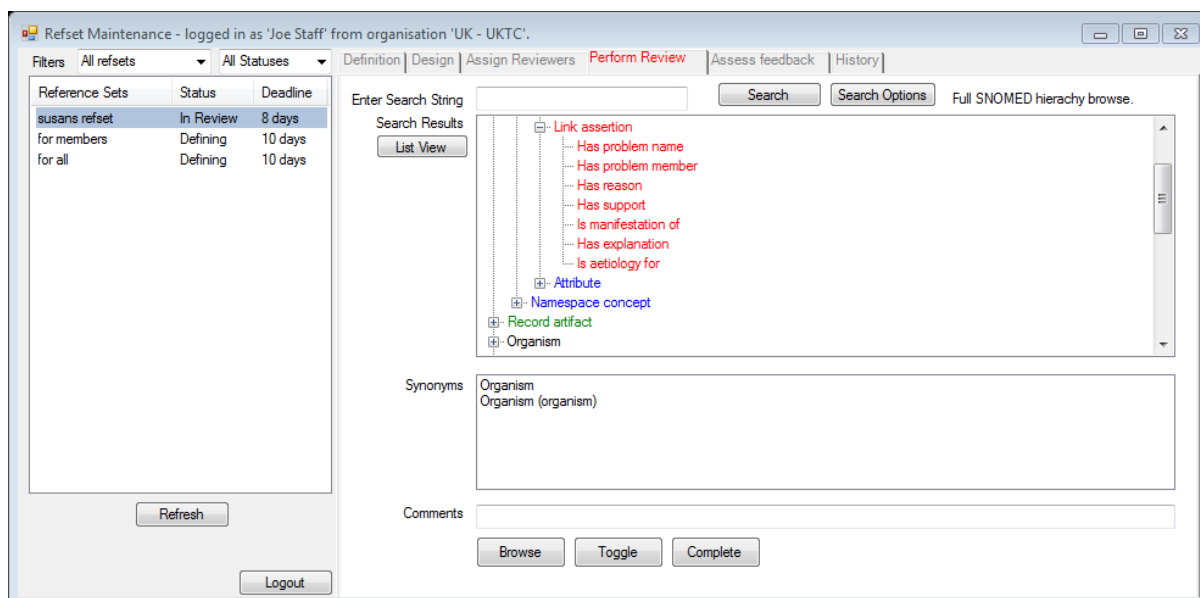 Refset Maintenance - logged in as 'Joe Staff' from organisation 'UK - UKTC'.
Filters All refsets All Statuses
Definition Design Assign Reviewers Perform Review Assess feedback History
Reference Sets Status Deadline
susans refset In Review 8 days
for members Defining 10 days
for all Defining 10 days
Refresh
Logout
Enter Search String Search Search Options Full SNOMED hierachy browse.
Search Results
List View
Link assertion
Has problem name
Has problem member
Has reason
Has support
Is manifestation of
Has explanation
Is aetiology for
Attribute
Namespace concept
Record artifact
Organism
Synonyms
Organism
Organism (organism)
Comments
Browse Toggle Complete